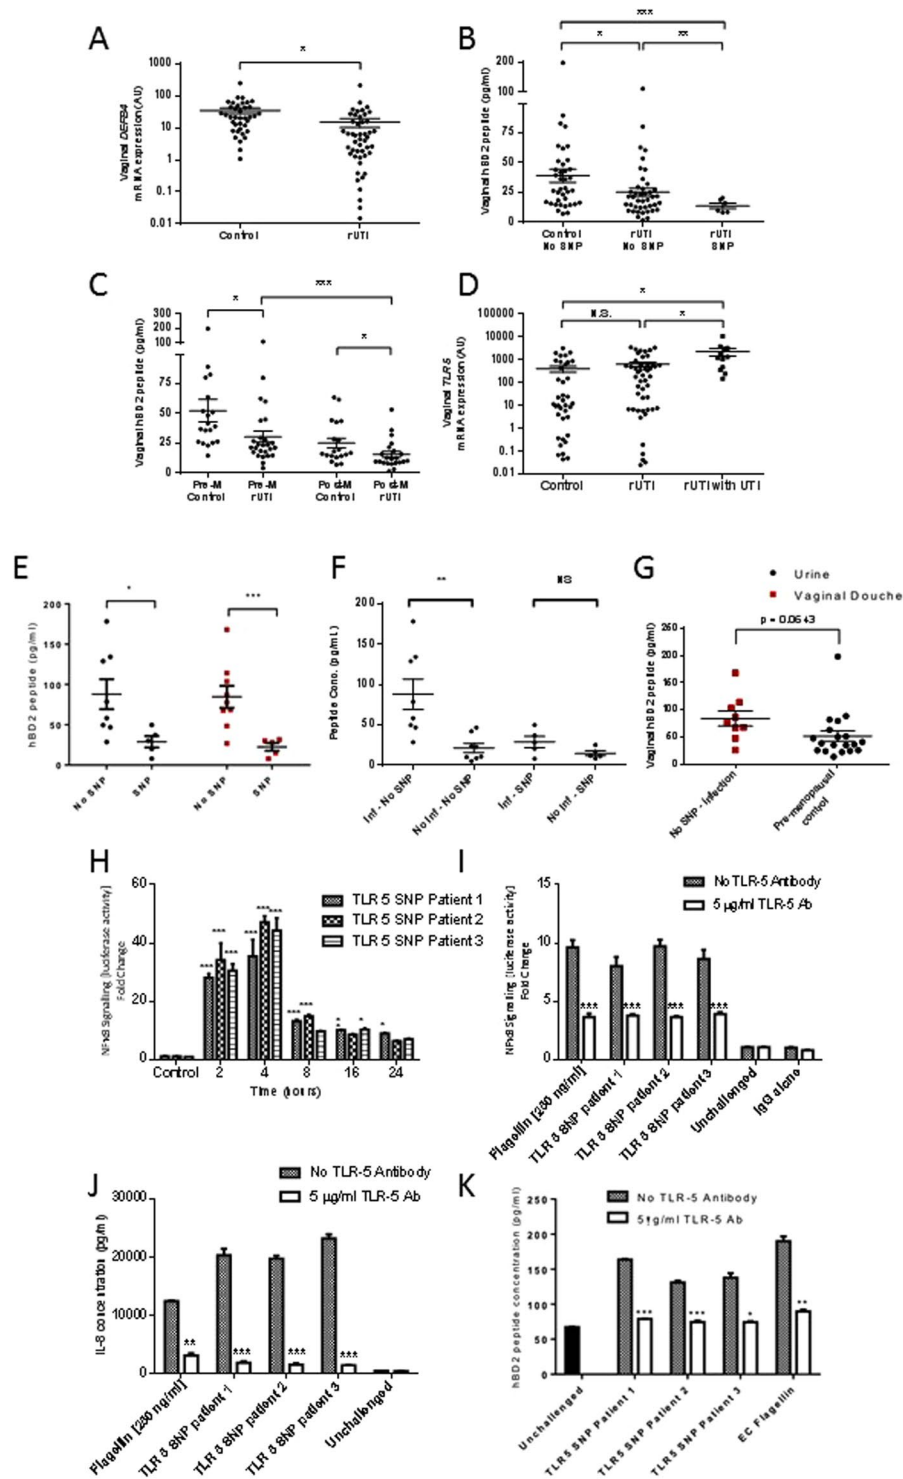 A
*
1000
100
10
1
0.1
0.01
Vaginal DEFB4
mRNA expression (AU)
Control
rUTI
B
***
*
**
200
100
75
50
25
0
Vaginal hBD2 peptide (pg/ml)
Control
No SNP
rUTI
No SNP
rUTI
SNP
C
*
***
*
300
200
100
75
50
25
0
Vaginal hBD2 peptide (pg/ml)
Pre-M
Control
Pre-M
rUTI
Post-M
Control
Post-M
rUTI
D
*
N.S.
*
100000
10000
1000
100
10
1
0.1
0.01
Vaginal TLR-5
mRNA expression (AU)
Control
rUTI
rUTI with UTI
E
*
***
200
150
100
50
0
hBD2 peptide (pg/ml)
No SNP
SNP
No SNP
SNP
F
**
NS
200
150
100
50
0
Peptide Conc. (pg/mL)
Inf - No SNP
No Inf - No SNP
Inf - SNP
No Inf - SNP
G
Urine
Vaginal Douche
p = 0.0643
Vaginal hBD2 peptide (pg/ml)
No SNP - Infection
Pre-menopausal
control
H
60
40
20
0
NFκB Signalling [luciferase activity]
Fold Change
TLR 5 SNP Patient 1
TLR 5 SNP Patient 2
TLR 5 SNP Patient 3
*** *** ***
*** *** ***
*** ***
* * *
*
Control
2
4
8
16
24
Time (hours)
I
No TLR-5 Antibody
5 µg/ml TLR-5 Ab
15
10
5
0
NFκB Signalling [luciferase activity]
Fold Change
*** *** *** ***
Flagellin [250 ng/ml]
TLR 5 SNP patient 1
TLR 5 SNP patient 2
TLR 5 SNP patient 3
Unchallenged
IgG alone
J
No TLR-5 Antibody
5 µg/ml TLR-5 Ab
30000
20000
10000
0
IL-8 concentration (pg/ml)
** *** *** ***
Flagellin [250 ng/ml]
TLR 5 SNP patient 1
TLR 5 SNP patient 2
TLR 5 SNP patient 3
Unchallenged
K
No TLR-5 Antibody
g/ml TLR-5 Ab
250
200
150
100
50
0
hBD2 peptide concentration (pg/ml)
*** *** * **
Unchallenged
TLR5 SNP Patient 1
TLR5 SNP Patient 2
TLR5 SNP Patient 3
EC Flagellin